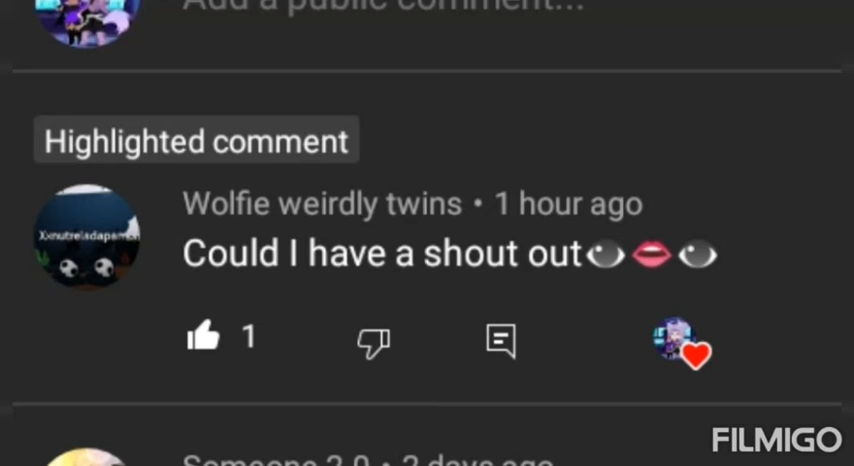 Add a public comment...
Highlighted comment
Wolfie weirdly twins • 1 hour ago
Could I have a shout out👁👄👁
1
Someone 2.0 • 2 days ago
FILMIGO